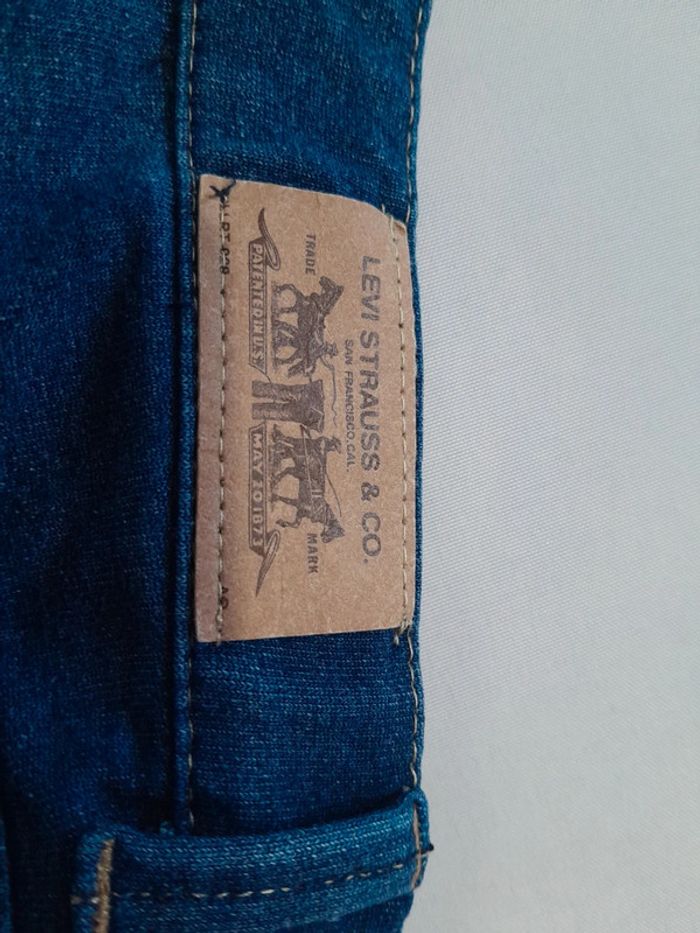 LEVI STRAUSS & CO.
SAN FRANCISCO, CAL
TRADE MARK
PATENTED IN U.S.
MAY 20 1873